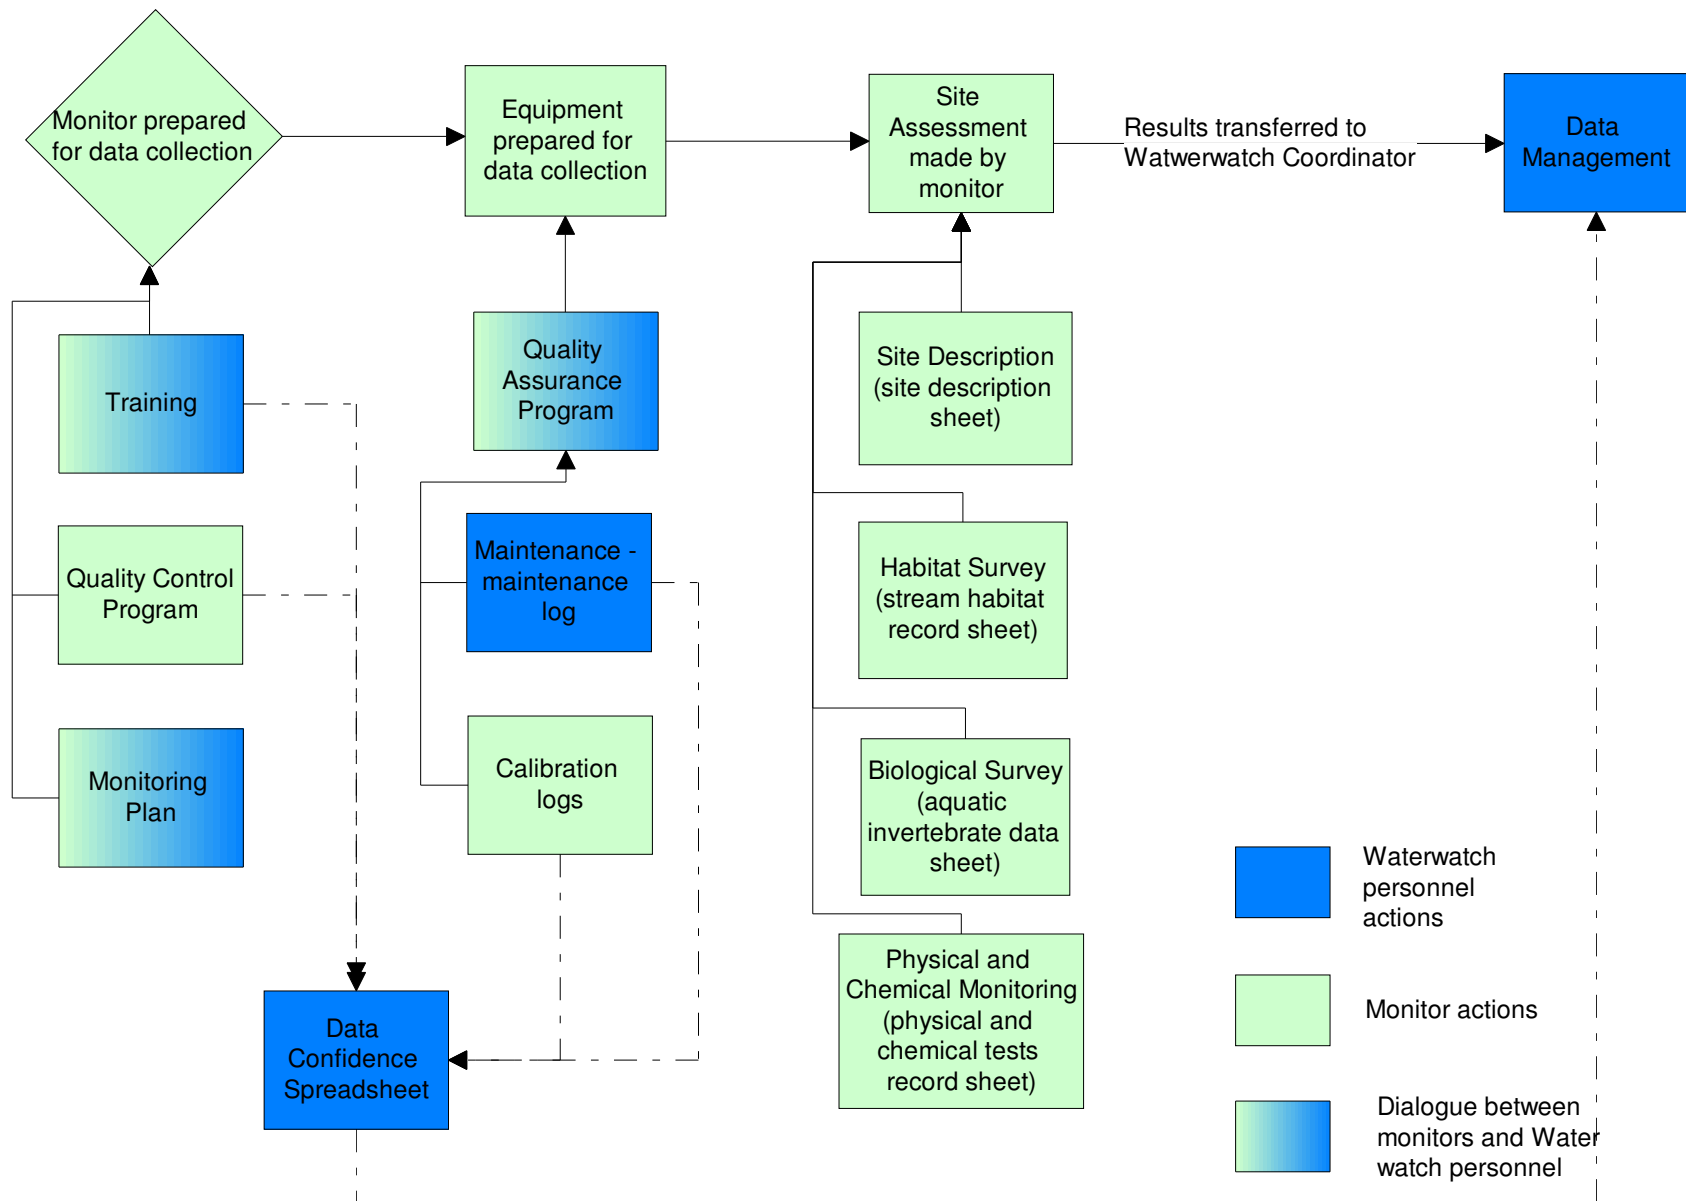 Monitor prepared
for data collection
Equipment
prepared for
data collection
Site
Assessment
made by
monitor
Results transferred to
Watwerwatch Coordinator
Data
Management
Training
Quality
Assurance
Program
Site Description
(site description
sheet)
Quality Control
Program
Maintenance -
maintenance
log
Habitat Survey
(stream habitat
record sheet)
Monitoring
Plan
Calibration
logs
Biological Survey
(aquatic
invertebrate data
sheet)
Physical and
Chemical Monitoring
(physical and
chemical tests
record sheet)
Data
Confidence
Spreadsheet
Waterwatch
personnel
actions
Monitor actions
Dialogue between
monitors and Water
watch personnel